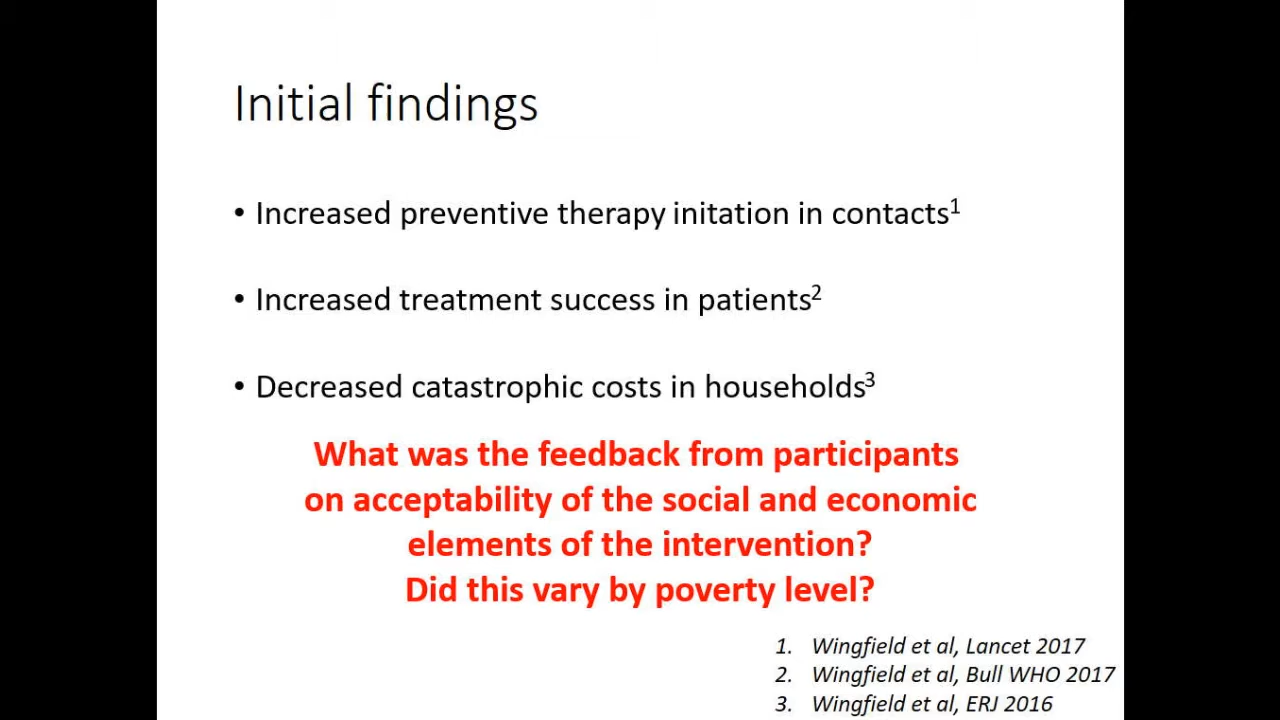 Initial findings
• Increased preventive therapy initation in contacts¹
• Increased treatment success in patients²
• Decreased catastrophic costs in households³
What was the feedback from participants
on acceptability of the social and economic
elements of the intervention?
Did this vary by poverty level?
1. Wingfield et al, Lancet 2017
2. Wingfield et al, Bull WHO 2017
3. Wingfield et al, ERJ 2016